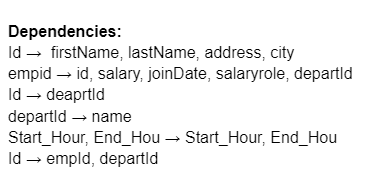 Dependencies:
Id → firstName, lastName, address, city
empid → id, salary, joinDate, salaryrole, departId
Id → deaprtId
departId → name
Start_Hour, End_Hou → Start_Hour, End_Hou
Id → empId, departId